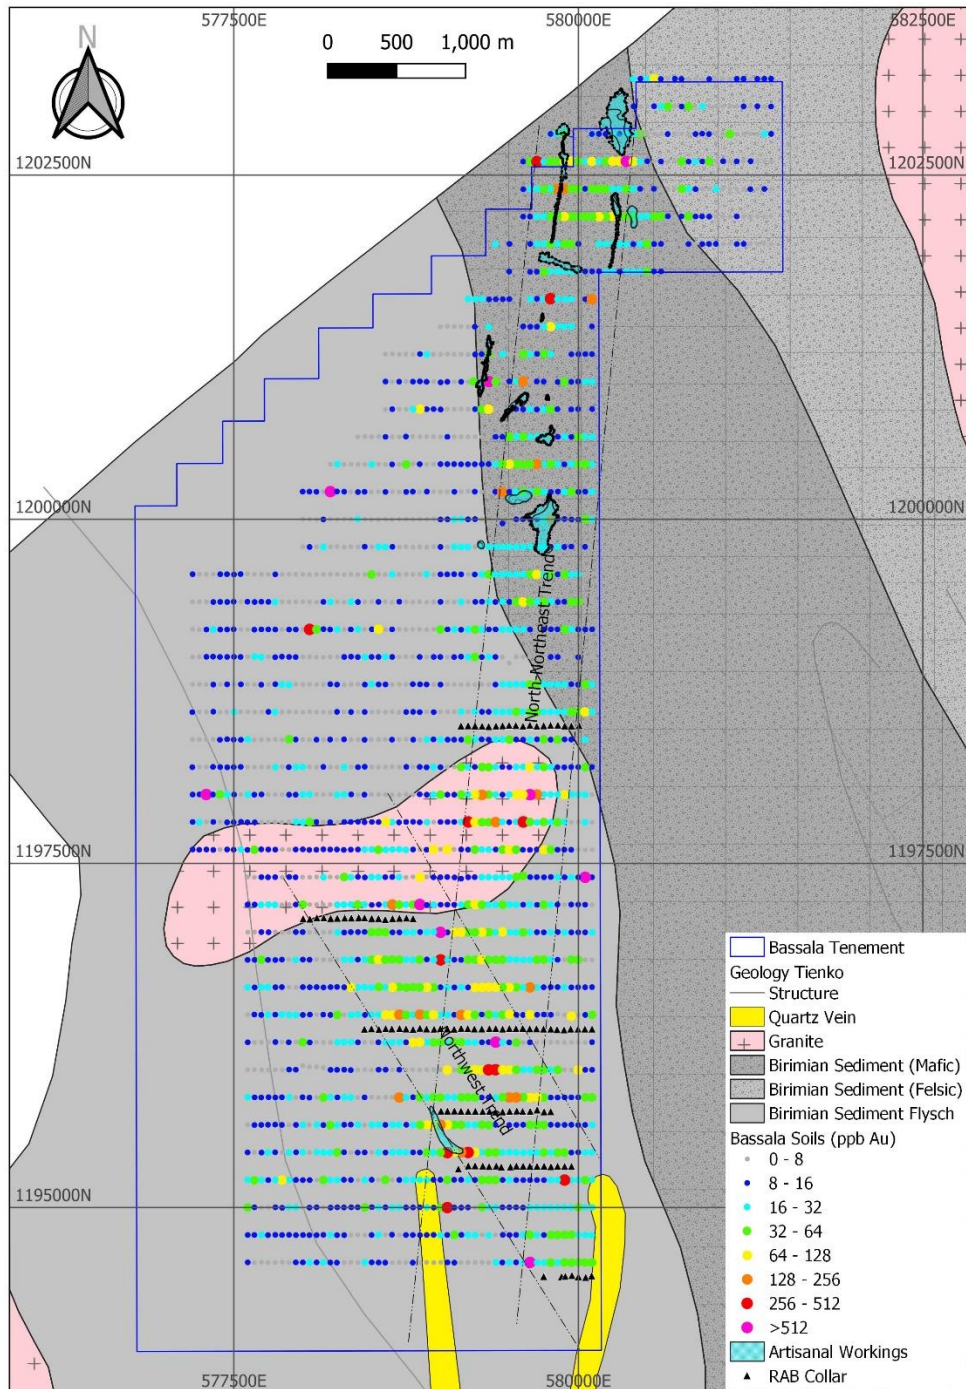 577500E 580000E 582500E
0 500 1,000 m
N
1202500N 1202500N
1200000N 1200000N
North-Northeast Trend
1197500N 1197500N
Northwest Trend
1195000N
577500E 580000E
Bassala Tenement
Geology Tienko
Structure
Quartz Vein
Granite
Birimian Sediment (Mafic)
Birimian Sediment (Felsic)
Birimian Sediment Flysch
Bassala Soils (ppb Au)
0 - 8
8 - 16
16 - 32
32 - 64
64 - 128
128 - 256
256 - 512
>512
Artisanal Workings
RAB Collar